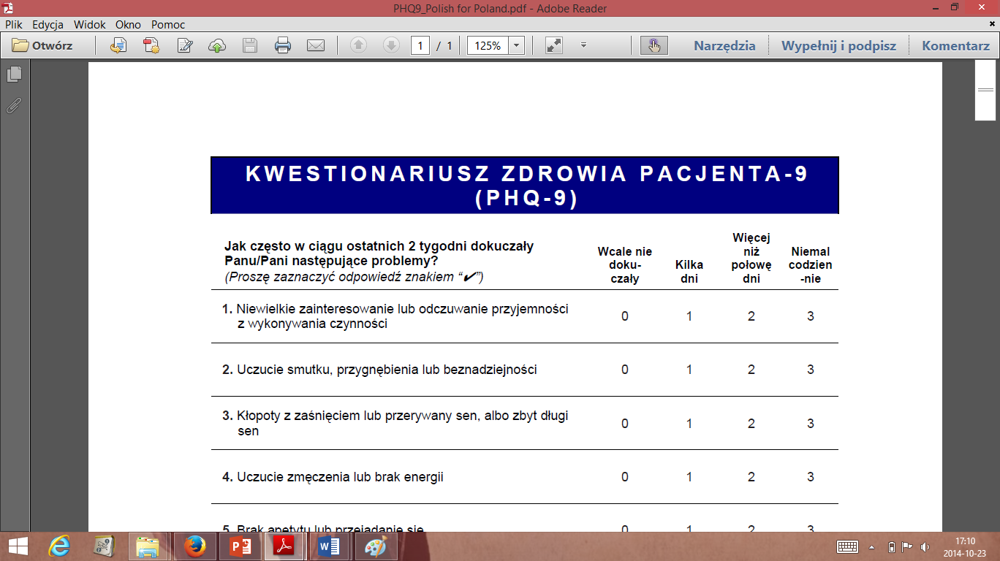 PHQ9_Polish for Poland.pdf - Adobe Reader
Plik Edycja Widok Okno Pomoc
Otwórz 1 / 1 125% Narzędzia Wypełnij i podpisz Komentarz
KWESTIONARIUSZ ZDROWIA PACJENTA-9
(PHQ-9)
Jak często w ciągu ostatnich 2 tygodni dokuczały
Panu/Pani następujące problemy?
(Proszę zaznaczyć odpowiedź znakiem “✔”)
Wcale nie
doku-
czały
Kilka
dni
Więcej
niż
połowę
dni
Niemal
codzien
-nie
1. Niewielkie zainteresowanie lub odczuwanie przyjemności
z wykonywania czynności
0 1 2 3
2. Uczucie smutku, przygnębienia lub beznadziejności 0 1 2 3
3. Kłopoty z zaśnięciem lub przerywany sen, albo zbyt długi
sen
0 1 2 3
4. Uczucie zmęczenia lub brak energii 0 1 2 3
5. Brak apetytu lub przejadanie się 0 1 2 3
17:10
2014-10-23